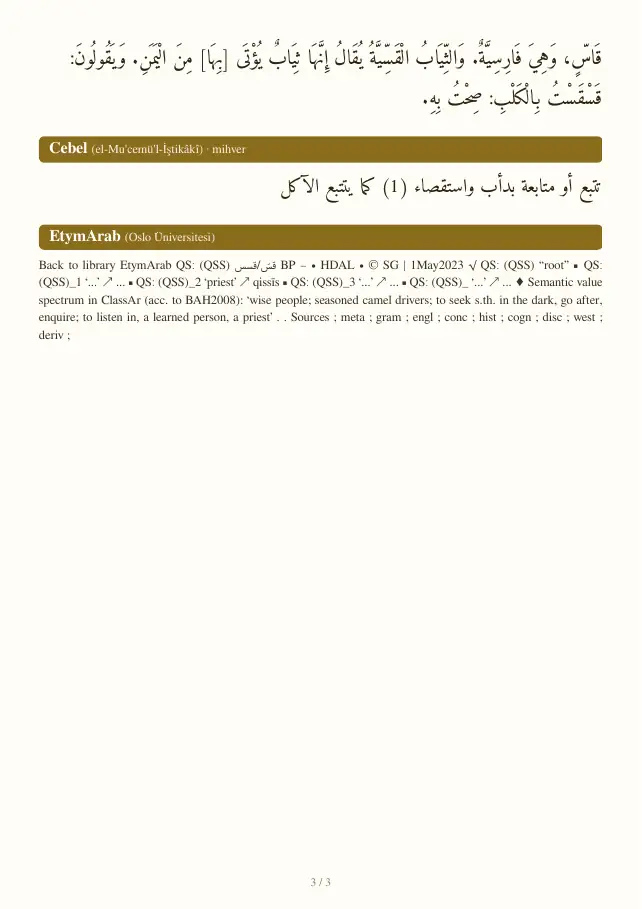 قَاسٍّ، وَهِيَ فَارِسِيَّةٌ. وَالثِّيَابُ الْقَسِّيَّةُ يُقَالُ إِنَّهَا ثِيَابٌ يُؤْتَى [بِهَا] مِنَ الْيَمَنِ. وَيَقُولُونَ:
قَسْقَسْتُ بِالْكَلْبِ: صِحْتُ بِهِ.
Cebel (el-Mu'cemü'l-İştikâkî) · mihver
تتبع أو متابعة بدأب واستقصاء (1) كما يتتبع الآكل
EtymArab (Oslo Üniversitesi)
Back to library EtymArab QS: (QSS) قسّ/قسس BP – • HDAL • © SG | 1May2023 √ QS: (QSS) “root” ▪ QS:
(QSS)_1 ‘...’ ↗ ... ▪ QS: (QSS)_2 ‘priest’ ↗ qissīs ▪ QS: (QSS)_3 ‘...’ ↗ ... ▪ QS: (QSS)_ ‘...’ ↗ ... ♦ Semantic value
spectrum in ClassAr (acc. to BAH2008): ‘wise people; seasoned camel drivers; to seek s.th. in the dark, go after,
enquire; to listen in, a learned person, a priest’ . . Sources ; meta ; gram ; engl ; conc ; hist ; cogn ; disc ; west ;
deriv ;
3 / 3